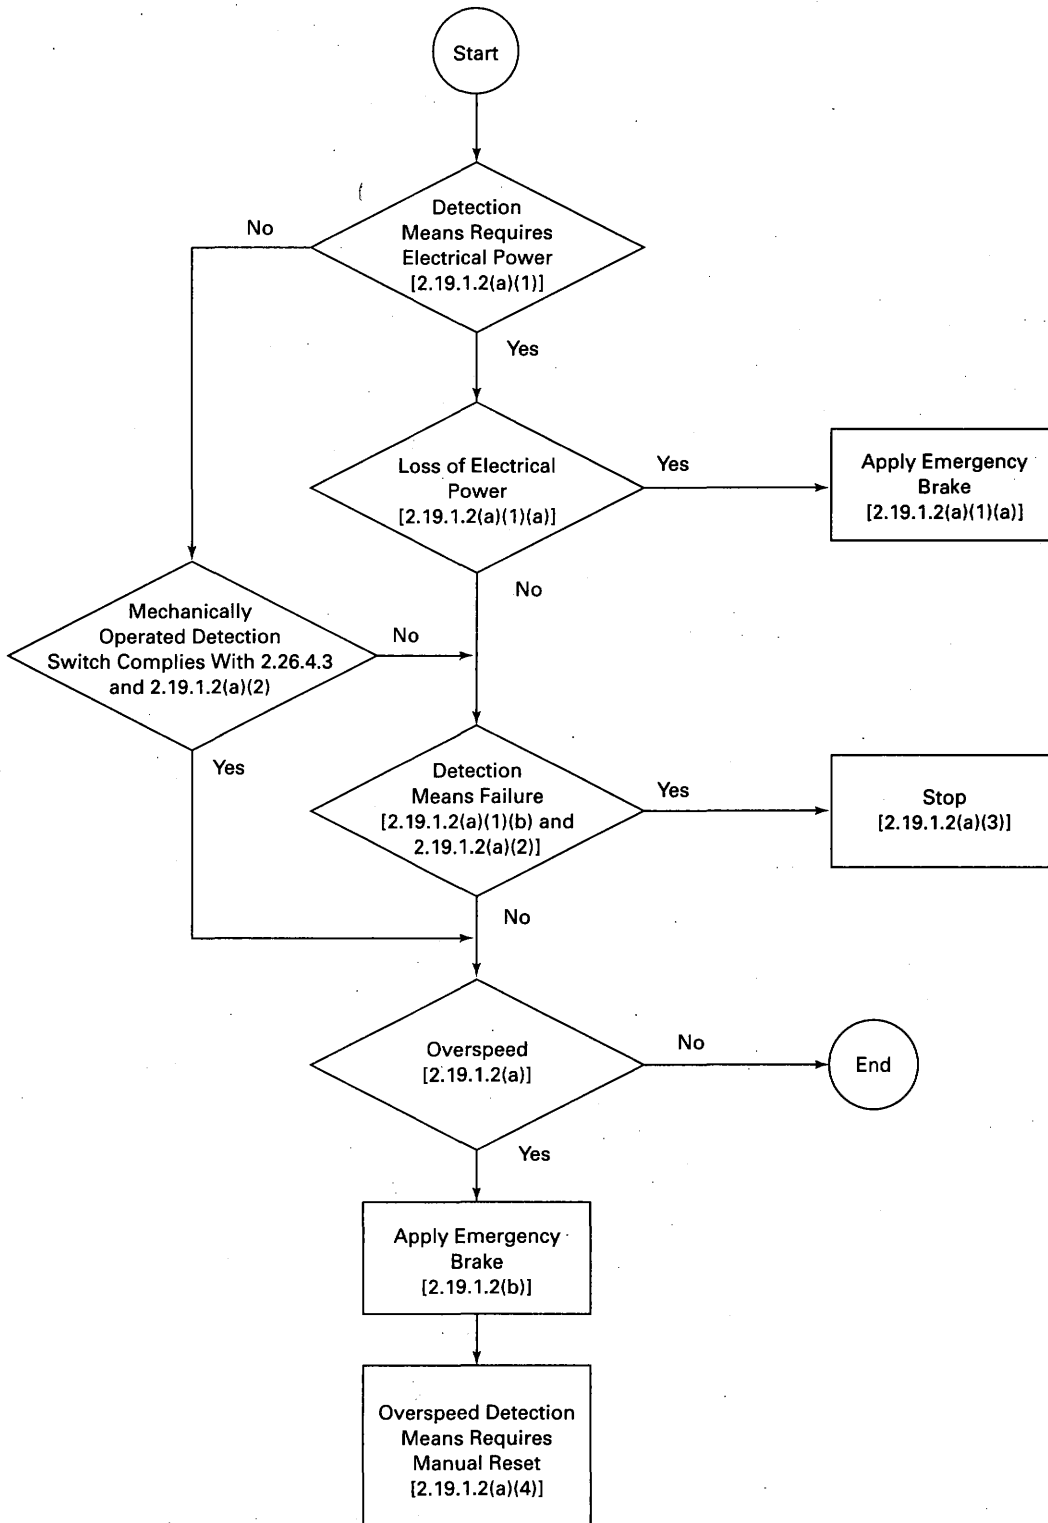 Start
Detection
Means Requires
Electrical Power
[2.19.1.2(a)(1)]
No
Yes
Loss of Electrical
Power
[2.19.1.2(a)(1)(a)]
Yes
Apply Emergency
Brake
[2.19.1.2(a)(1)(a)]
No
Mechanically
Operated Detection
Switch Complies With 2.26.4.3
and 2.19.1.2(a)(2)
No
Yes
Detection
Means Failure
[2.19.1.2(a)(1)(b) and
2.19.1.2(a)(2)]
Yes
Stop
[2.19.1.2(a)(3)]
No
Overspeed
[2.19.1.2(a)]
No
End
Yes
Apply Emergency
Brake
[2.19.1.2(b)]
Overspeed Detection
Means Requires
Manual Reset
[2.19.1.2(a)(4)]